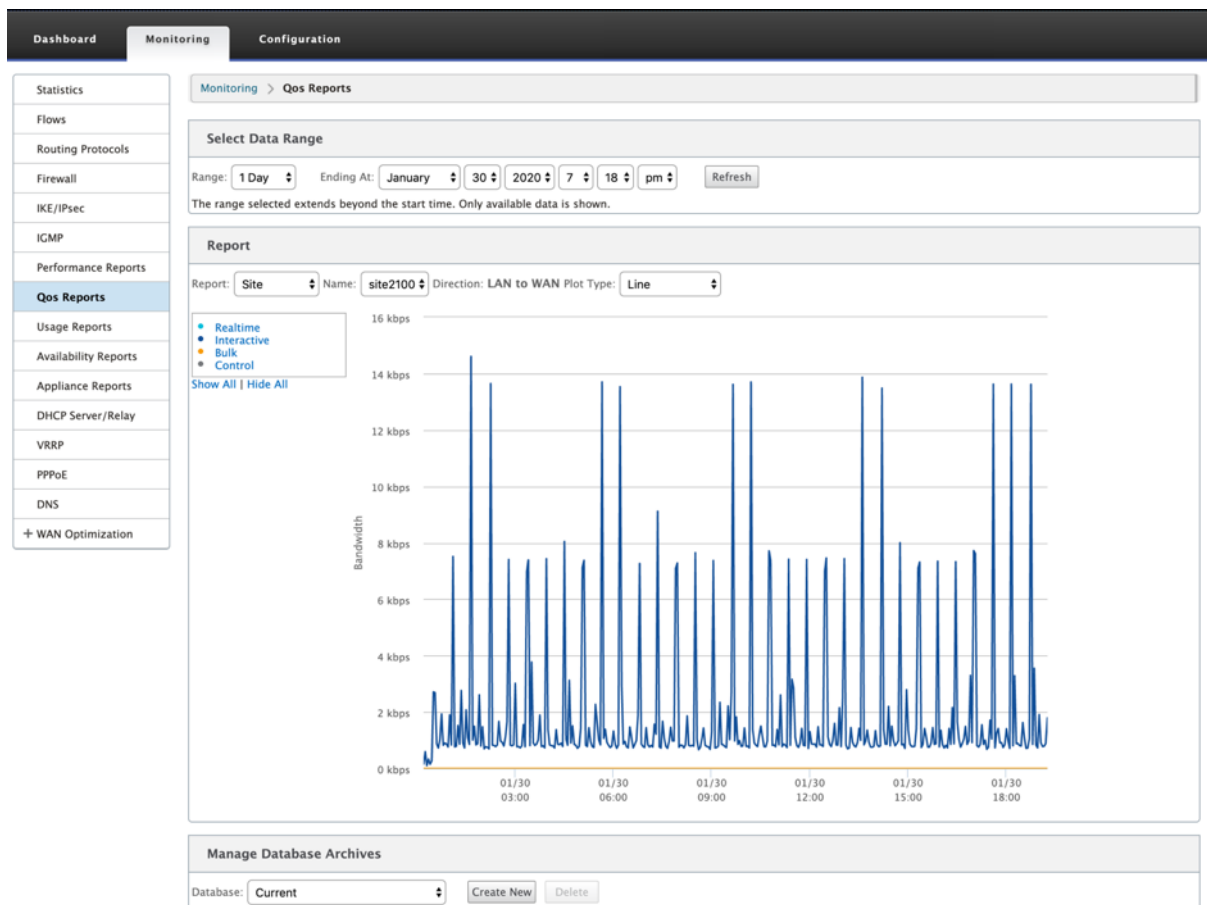 Dashboard Monitoring Configuration
Statistics
Flows
Routing Protocols
Firewall
IKE/IPsec
IGMP
Performance Reports
Qos Reports
Usage Reports
Availability Reports
Appliance Reports
DHCP Server/Relay
VRRP
PPPoE
DNS
+ WAN Optimization
Monitoring > Qos Reports
Select Data Range
Range: 1 Day Ending At: January 30 2020 7 18 pm Refresh
The range selected extends beyond the start time. Only available data is shown.
Report
Report: Site Name: site2100 Direction: LAN to WAN Plot Type: Line
Realtime
Interactive
Bulk
Control
Show All | Hide All
Bandwidth
16 kbps
14 kbps
12 kbps
10 kbps
8 kbps
6 kbps
4 kbps
2 kbps
0 kbps
01/30 01/30 01/30 01/30 01/30 01/30
03:00 06:00 09:00 12:00 15:00 18:00
Manage Database Archives
Database: Current Create New Delete